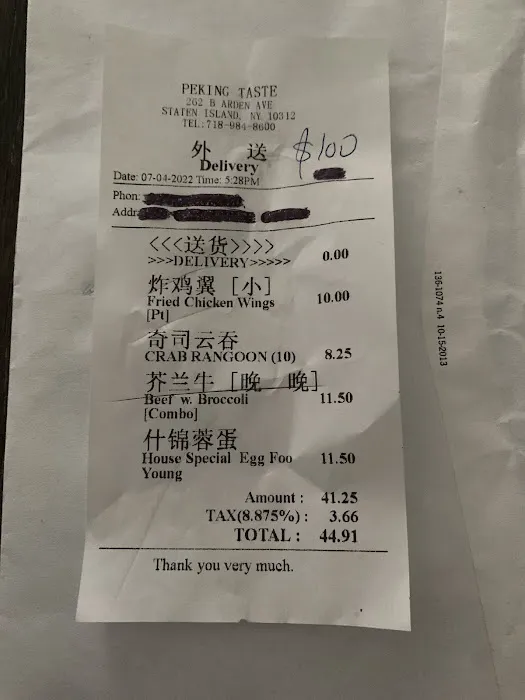 PEKING TASTE
262 B ARDEN AVE
STATEN ISLAND, NY 10312
TEL:718-984-8600
外 送
$100
Delivery
Date: 07-04-2022 Time: 5:28PM
Phon:
Addr
<<<送货>>>>
>>>DELIVERY>>>>> 0.00
炸鸡翼 [小]
Fried Chicken Wings 10.00
[Pt]
奇司云吞
CRAB RANGOON (10) 8.25
芥兰牛 [晚 晚]
Beef w. Broccoli 11.50
[Combo]
什锦蓉蛋
House Special Egg Foo 11.50
Young
Amount : 41.25
TAX(8.875%) : 3.66
TOTAL : 44.91
Thank you very much.
136-1074 n.4 10-15-2013